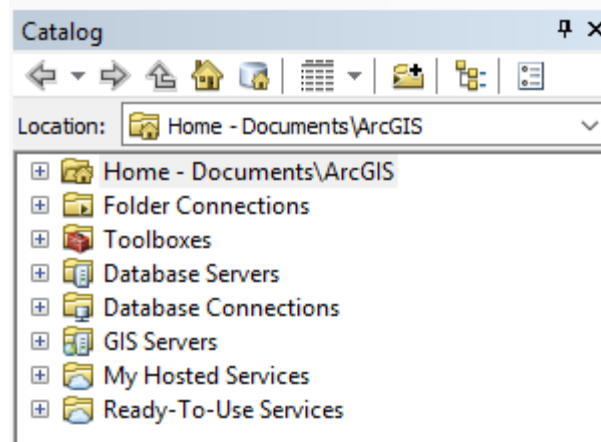 Catalog
Location: Home - Documents\ArcGIS
Home - Documents\ArcGIS
Folder Connections
Toolboxes
Database Servers
Database Connections
GIS Servers
My Hosted Services
Ready-To-Use Services